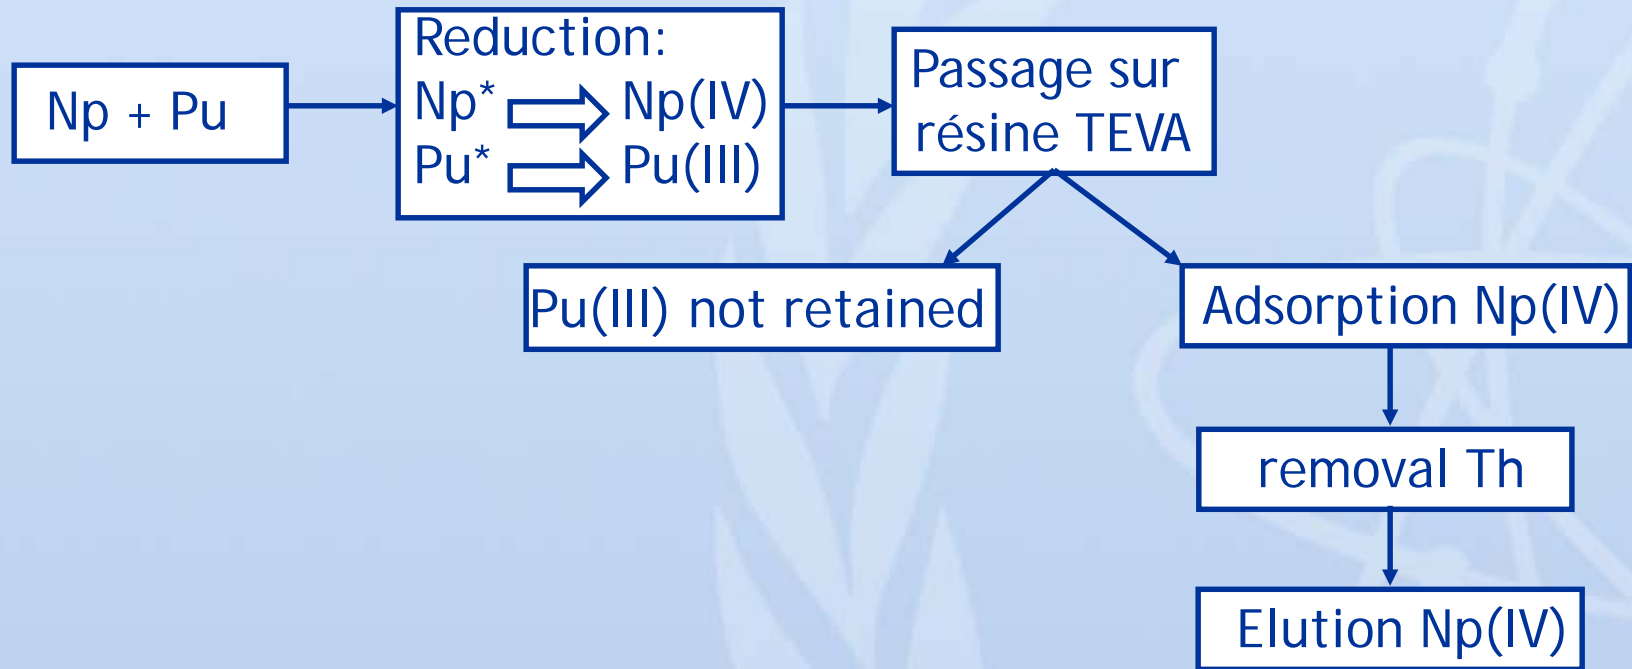 Np + Pu
Reduction:
Np* Np(IV)
Pu* Pu(III)
Passage sur
résine TEVA
Pu(III) not retained
Adsorption Np(IV)
removal Th
Elution Np(IV)